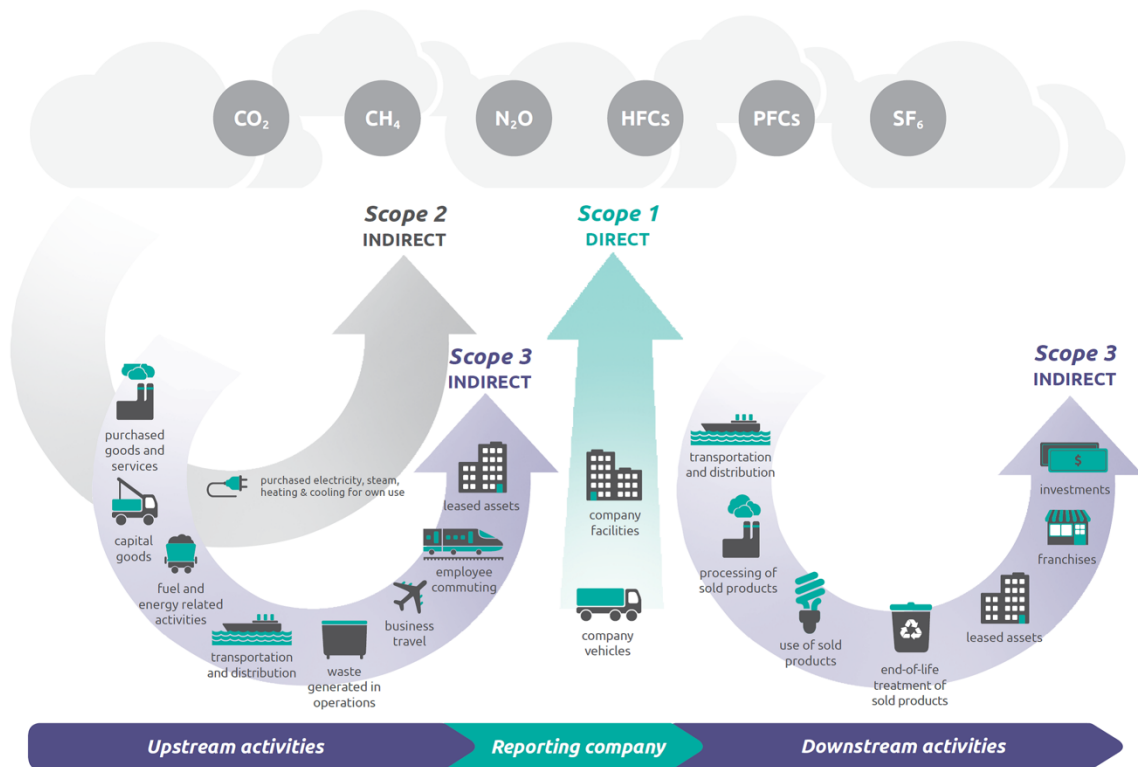 CO₂
CH₄
N₂O
HFCs
PFCs
SF₆
Scope 2
INDIRECT
Scope 1
DIRECT
Scope 3
INDIRECT
Scope 3
INDIRECT
purchased
goods and
services
purchased electricity, steam,
heating & cooling for own use
capital
goods
fuel and
energy related
activities
transportation
and distribution
waste
generated in
operations
business
travel
employee
commuting
leased assets
company
facilities
company
vehicles
transportation
and distribution
processing of
sold products
use of sold
products
end-of-life
treatment of
sold products
leased assets
franchises
$
investments
Upstream activities
Reporting company
Downstream activities